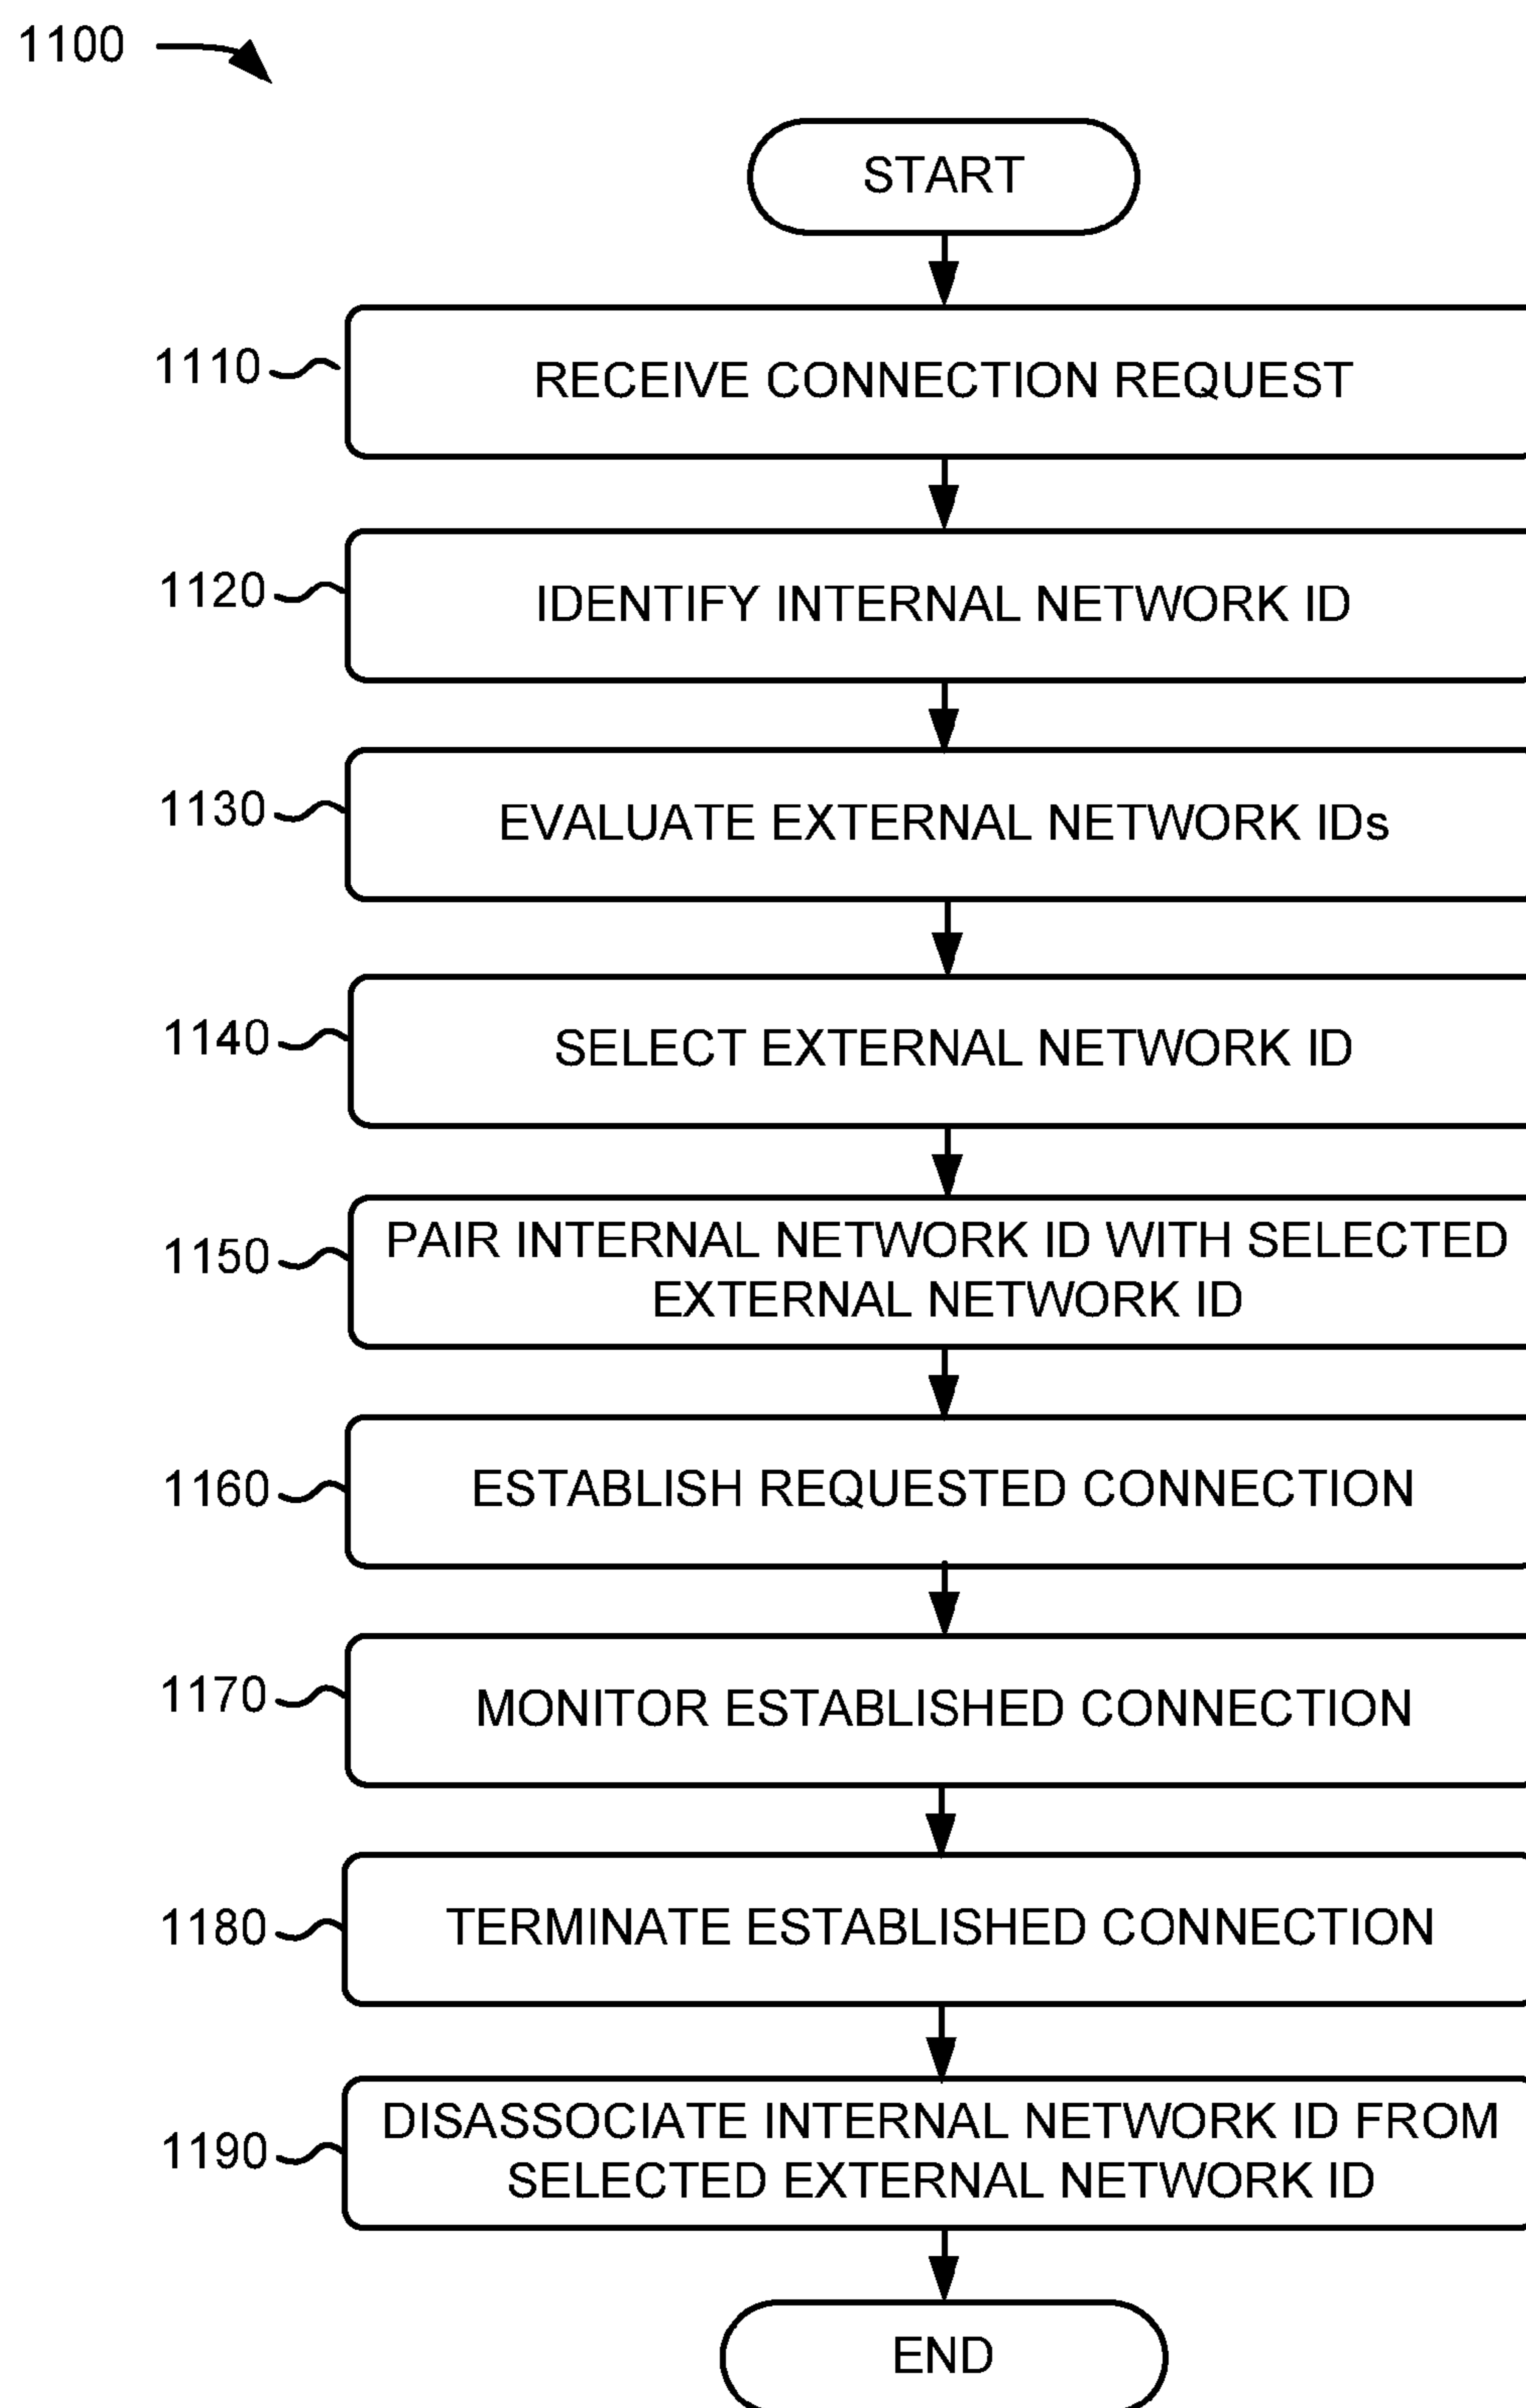 1100
START
1110
RECEIVE CONNECTION REQUEST
1120
IDENTIFY INTERNAL NETWORK ID
1130
EVALUATE EXTERNAL NETWORK IDs
1140
SELECT EXTERNAL NETWORK ID
1150
PAIR INTERNAL NETWORK ID WITH SELECTED
EXTERNAL NETWORK ID
1160
ESTABLISH REQUESTED CONNECTION
1170
MONITOR ESTABLISHED CONNECTION
1180
TERMINATE ESTABLISHED CONNECTION
1190
DISASSOCIATE INTERNAL NETWORK ID FROM
SELECTED EXTERNAL NETWORK ID
END